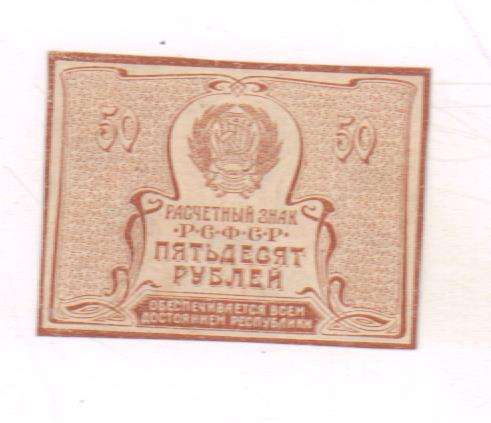 50 50
РАСЧЕТНЫЙ ЗНАК
Р·С·Ф·С·Р
ПЯТЬДЕСЯТ
РУБЛЕЙ
ОБЕСПЕЧИВАЕТСЯ ВСЕМ
ДОСТОЯНИЕМ РЕСПУБЛИКИ